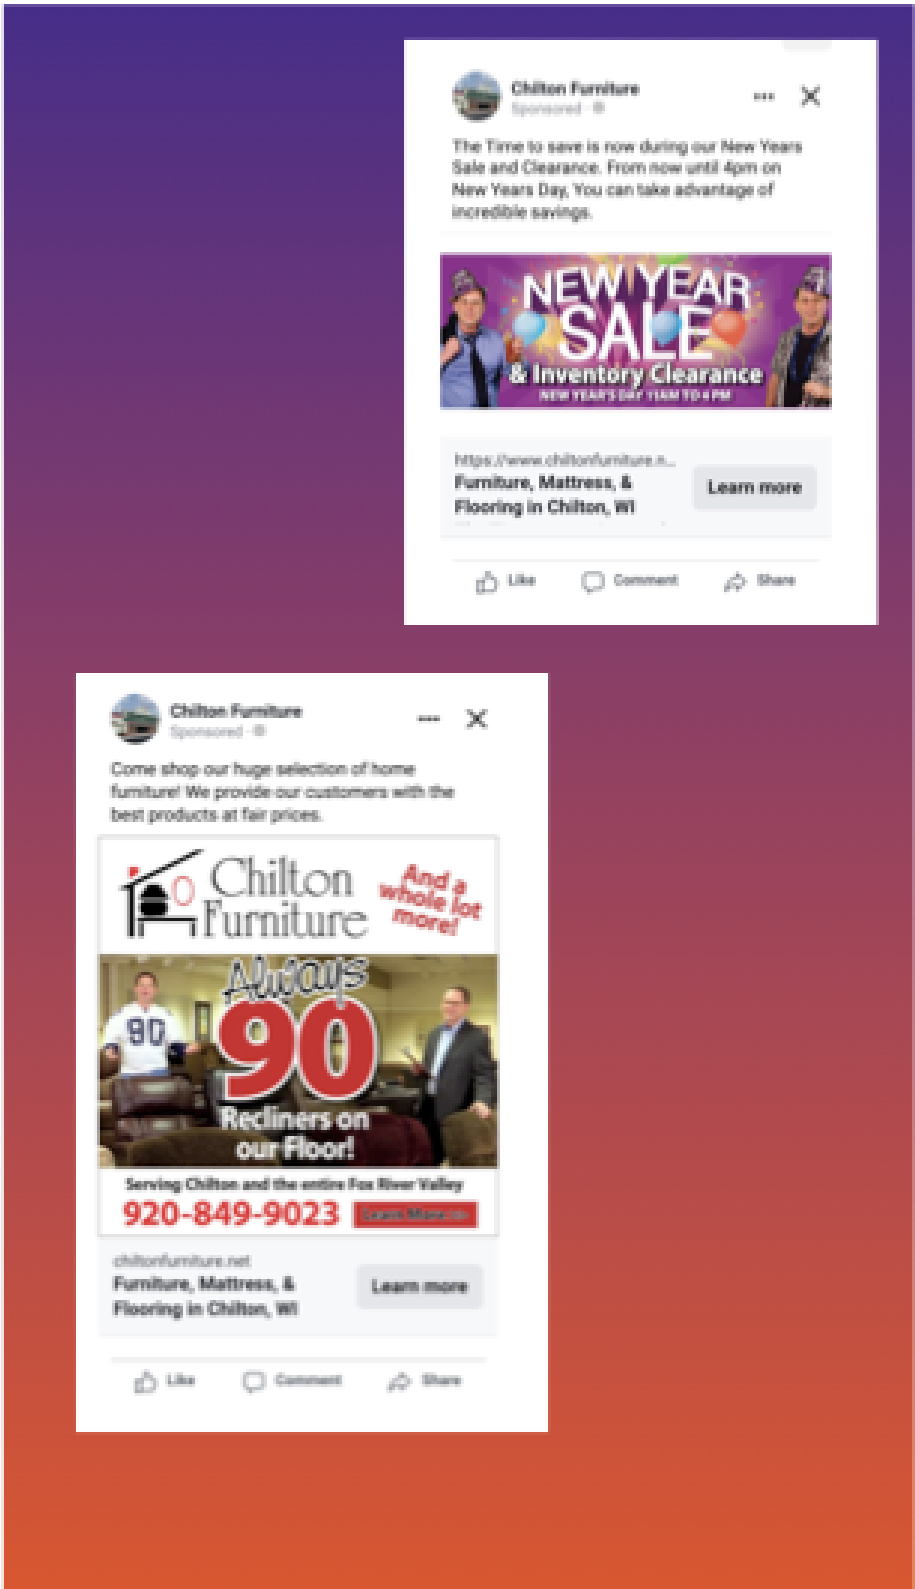 Chilton Furniture
Sponsored ·
The Time to save is now during our New Years
Sale and Clearance. From now until 4pm on
New Years Day, You can take advantage of
incredible savings.
NEW YEAR
SALE
& Inventory Clearance
NEW YEAR'S DAY 11AM TO 4 PM
https://www.chiltonfurniture.n...
Furniture, Mattress, &
Flooring in Chilton, WI
Learn more
Like
Comment
Share
Chilton Furniture
Sponsored ·
Come shop our huge selection of home
furniture! We provide our customers with the
best products at fair prices.
Chilton
Furniture
And a
whole lot
more!
Always
90
90
Recliners on
our Floor!
Serving Chilton and the entire Fox River Valley
920-849-9023
Learn More
chiltonfurniture.net
Furniture, Mattress, &
Flooring in Chilton, WI
Learn more
Like
Comment
Share